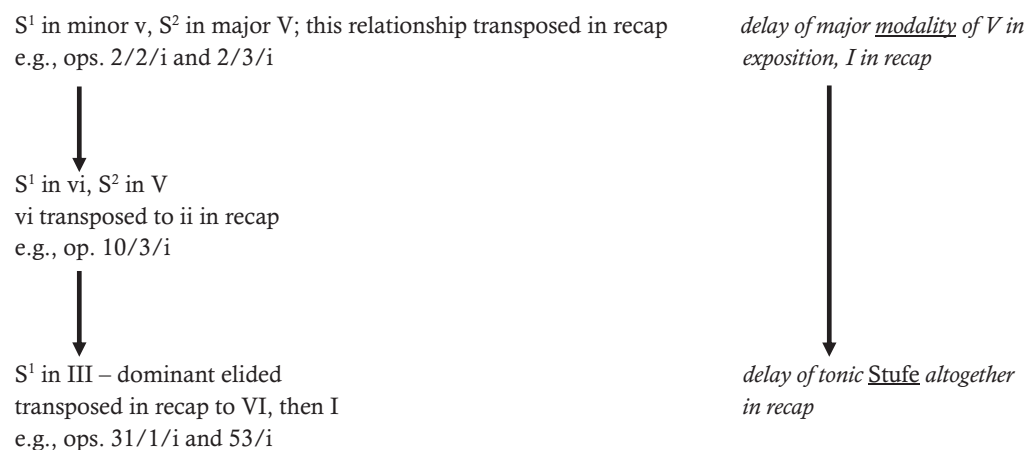 S¹ in minor v, S² in major V; this relationship transposed in recap
e.g., ops. 2/2/i and 2/3/i
delay of major modality of V in
exposition, I in recap
S¹ in vi, S² in V
vi transposed to ii in recap
e.g., op. 10/3/i
S¹ in III – dominant elided
transposed in recap to VI, then I
e.g., ops. 31/1/i and 53/i
delay of tonic Stufe altogether
in recap